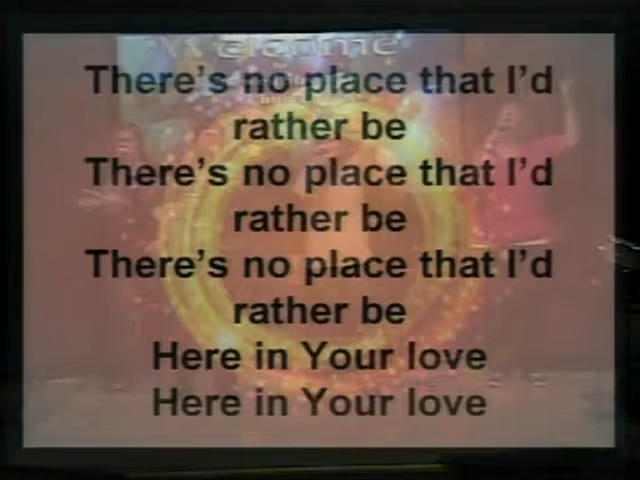 Welcome
There's no place that I'd
rather be
There's no place that I'd
rather be
There's no place that I'd
rather be
Here in Your love
Here in Your love